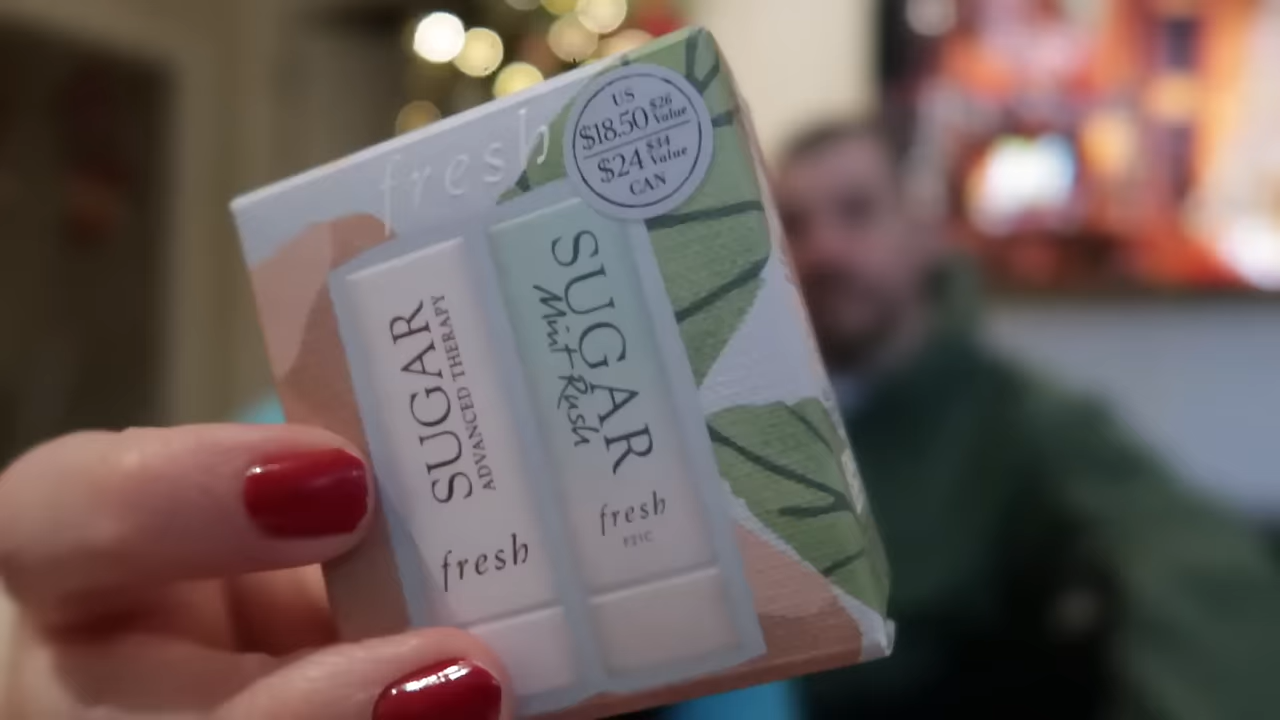 fresh
US
$18.50 $26 Value
$24 $34 Value
CAN
SUGAR
ADVANCED THERAPY
fresh
SUGAR
Mint Rush
fresh